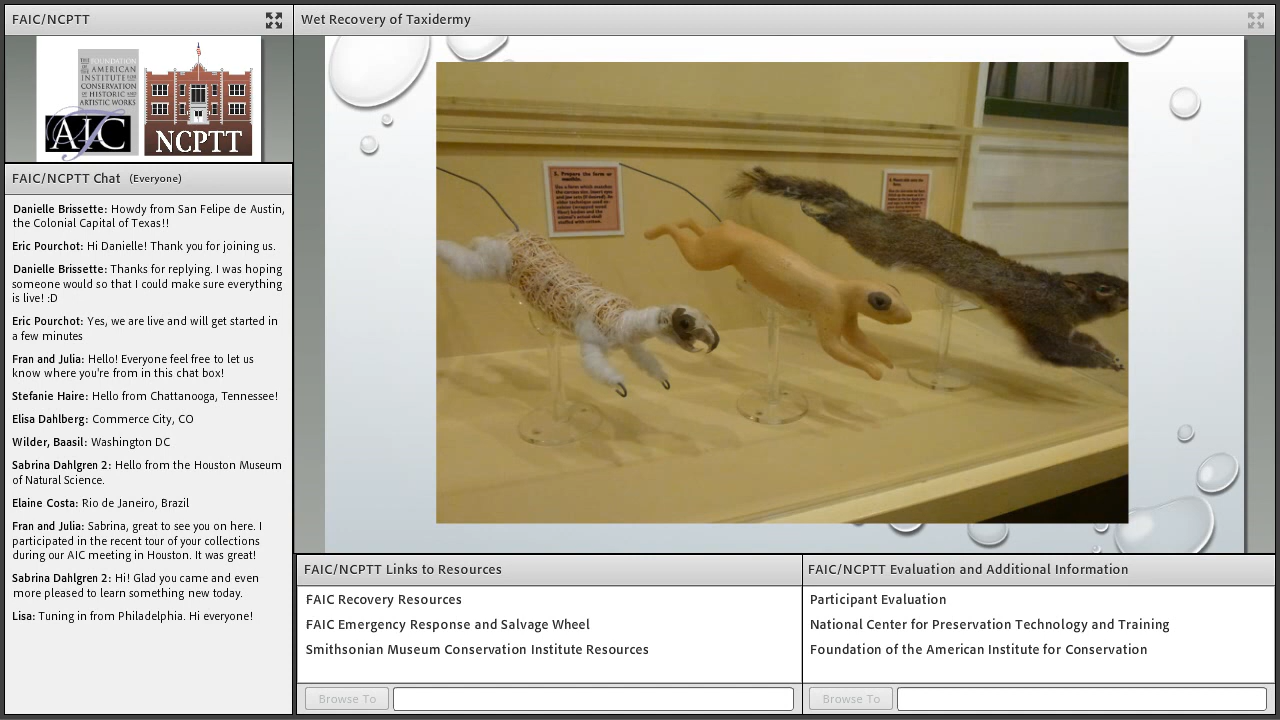 FAIC/NCPTT
THE
FOUNDATION
OF THE
AMERICAN
INSTITUTE FOR
CONSERVATION
OF HISTORIC AND
ARTISTIC WORKS
AIC
NCPTT
FAIC/NCPTT Chat (Everyone)
Danielle Brissette: Howdy from San Felipe de Austin,
the Colonial Capital of Texas!!
Eric Pourchot: Hi Danielle! Thank you for joining us.
Danielle Brissette: Thanks for replying. I was hoping
someone would so that I could make sure everything
is live! :D
Eric Pourchot: Yes, we are live and will get started in
a few minutes
Fran and Julia: Hello! Everyone feel free to let us
know where you're from in this chat box!
Stefanie Haire: Hello from Chattanooga, Tennessee!
Elisa Dahlberg: Commerce City, CO
Wilder, Baasil: Washington DC
Sabrina Dahlgren 2: Hello from the Houston Museum
of Natural Science.
Elaine Costa: Rio de Janeiro, Brazil
Fran and Julia: Sabrina, great to see you on here. I
participated in the recent tour of your collections
during our AIC meeting in Houston. It was great!
Sabrina Dahlgren 2: Hi! Glad you came and even
more pleased to learn something new today.
Lisa: Tuning in from Philadelphia. Hi everyone!
Wet Recovery of Taxidermy
2. Prepare the form or
manikin.
FAIC/NCPTT Links to Resources
FAIC Recovery Resources
FAIC Emergency Response and Salvage Wheel
Smithsonian Museum Conservation Institute Resources
Browse To
FAIC/NCPTT Evaluation and Additional Information
Participant Evaluation
National Center for Preservation Technology and Training
Foundation of the American Institute for Conservation
Browse To